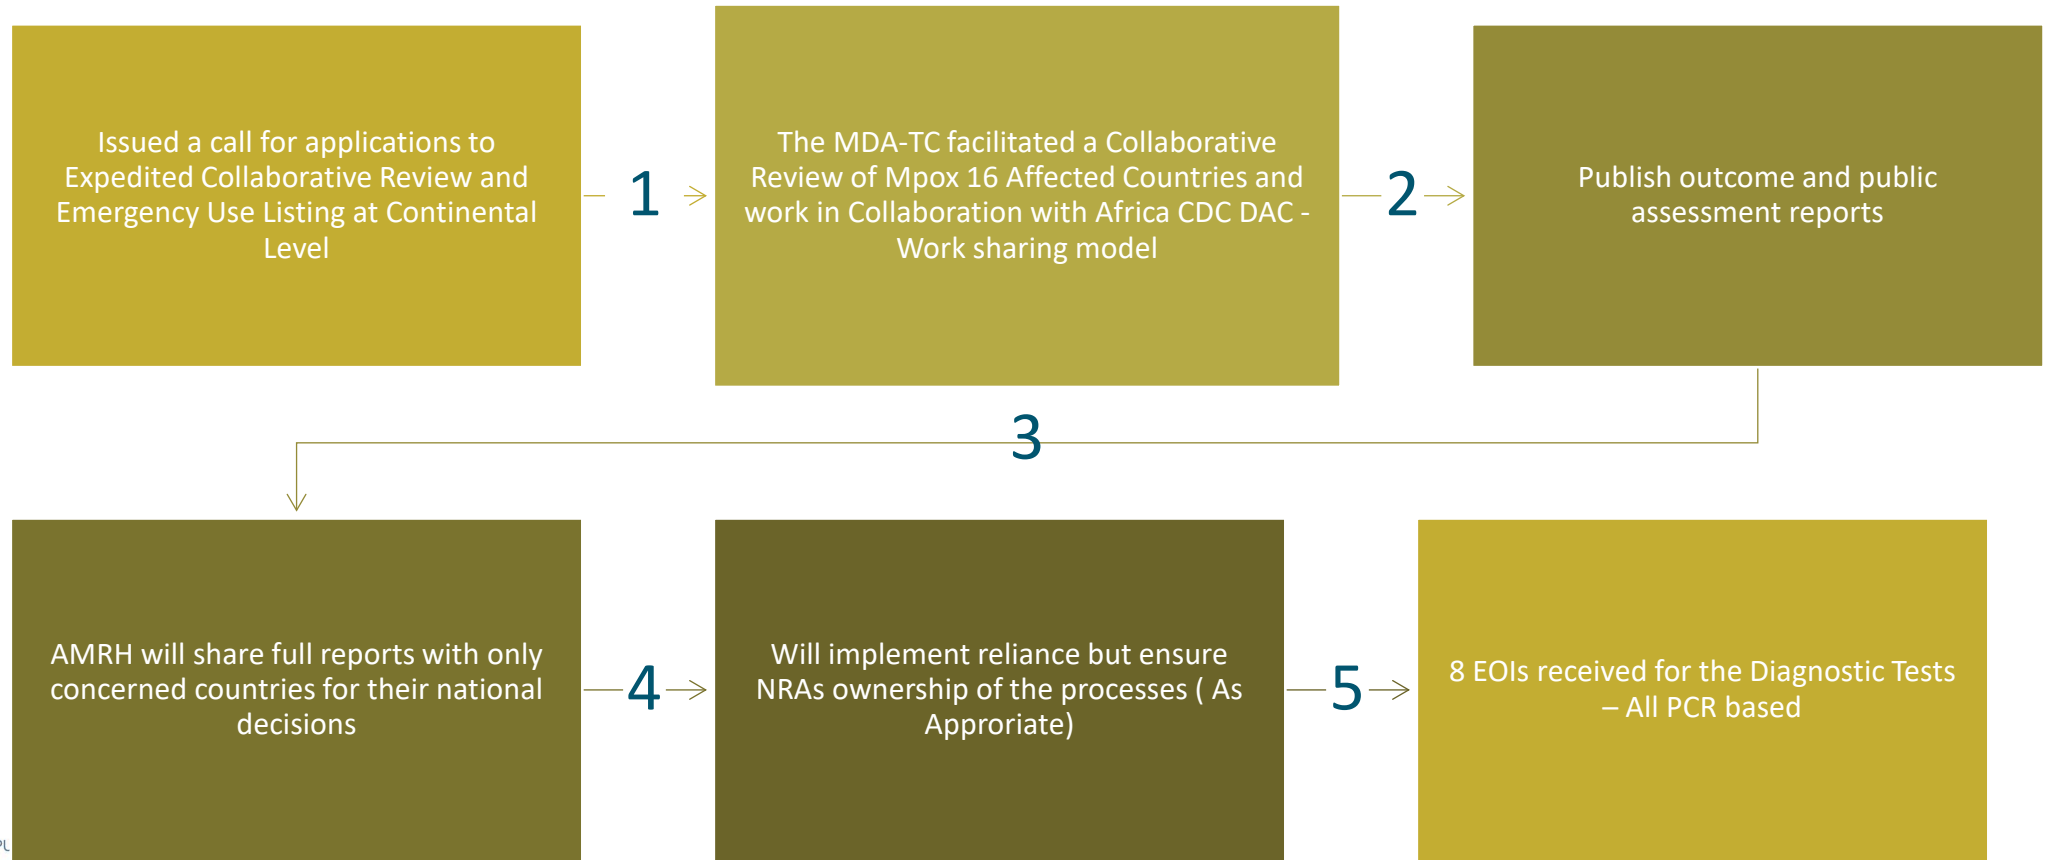 Issued a call for applications to
Expedited Collaborative Review and
Emergency Use Listing at Continental
Level
1
The MDA-TC facilitated a Collaborative
Review of Mpox 16 Affected Countries and
work in Collaboration with Africa CDC DAC -
Work sharing model
2
Publish outcome and public
assessment reports
3
AMRH will share full reports with only
concerned countries for their national
decisions
4
Will implement reliance but ensure
NRAs ownership of the processes ( As
Approriate)
5
8 EOIs received for the Diagnostic Tests
– All PCR based